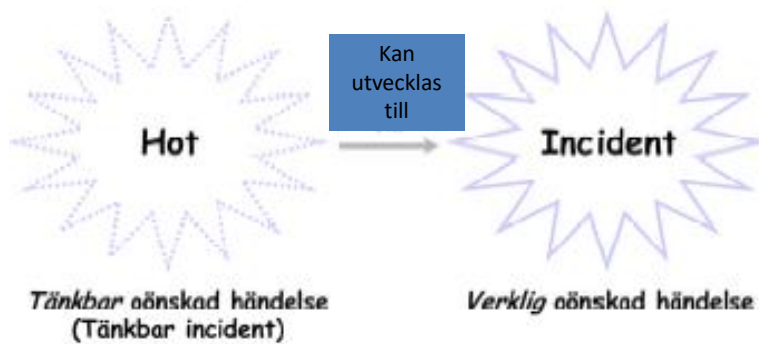 Kan
utvecklas
till
Hot
Incident
Tänkbar oönskad händelse
(Tänkbar incident)
Verklig oönskad händelse